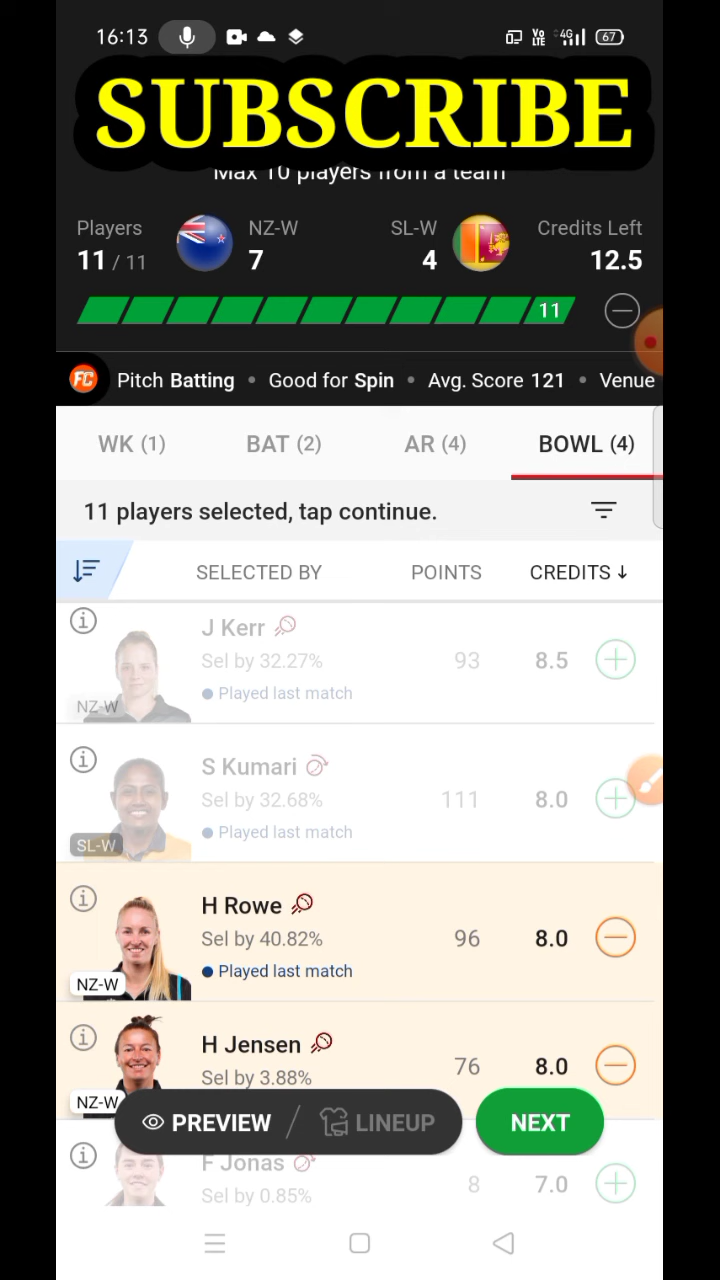 16:13 Vo LTE 4G 67
SUBSCRIBE
Max 10 players from a team
Players NZ-W SL-W Credits Left
11 / 11 7 4 12.5
11
FC Pitch Batting • Good for Spin • Avg. Score 121 • Venue
WK (1) BAT (2) AR (4) BOWL (4)
11 players selected, tap continue.
SELECTED BY POINTS CREDITS ↓
J Kerr
Sel by 32.27% 93 8.5
NZ-W • Played last match
S Kumari
Sel by 32.68% 111 8.0
SL-W • Played last match
H Rowe
Sel by 40.82% 96 8.0
NZ-W • Played last match
H Jensen
Sel by 3.88% 76 8.0
NZ-W
PREVIEW / LINEUP NEXT
F Jonas
Sel by 0.85% 8 7.0